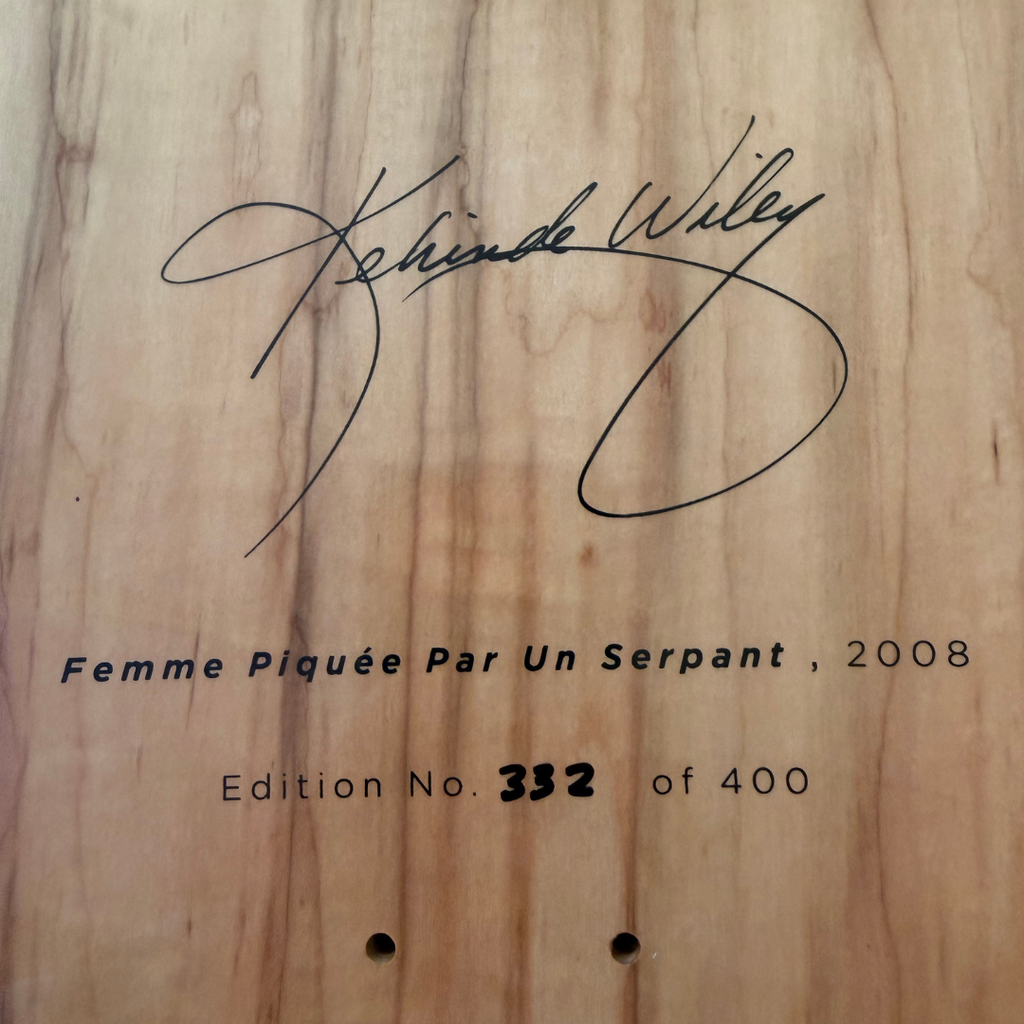 Kehinde Wiley
Femme Piquée Par Un Serpant , 2008
Edition No. 332 of 400